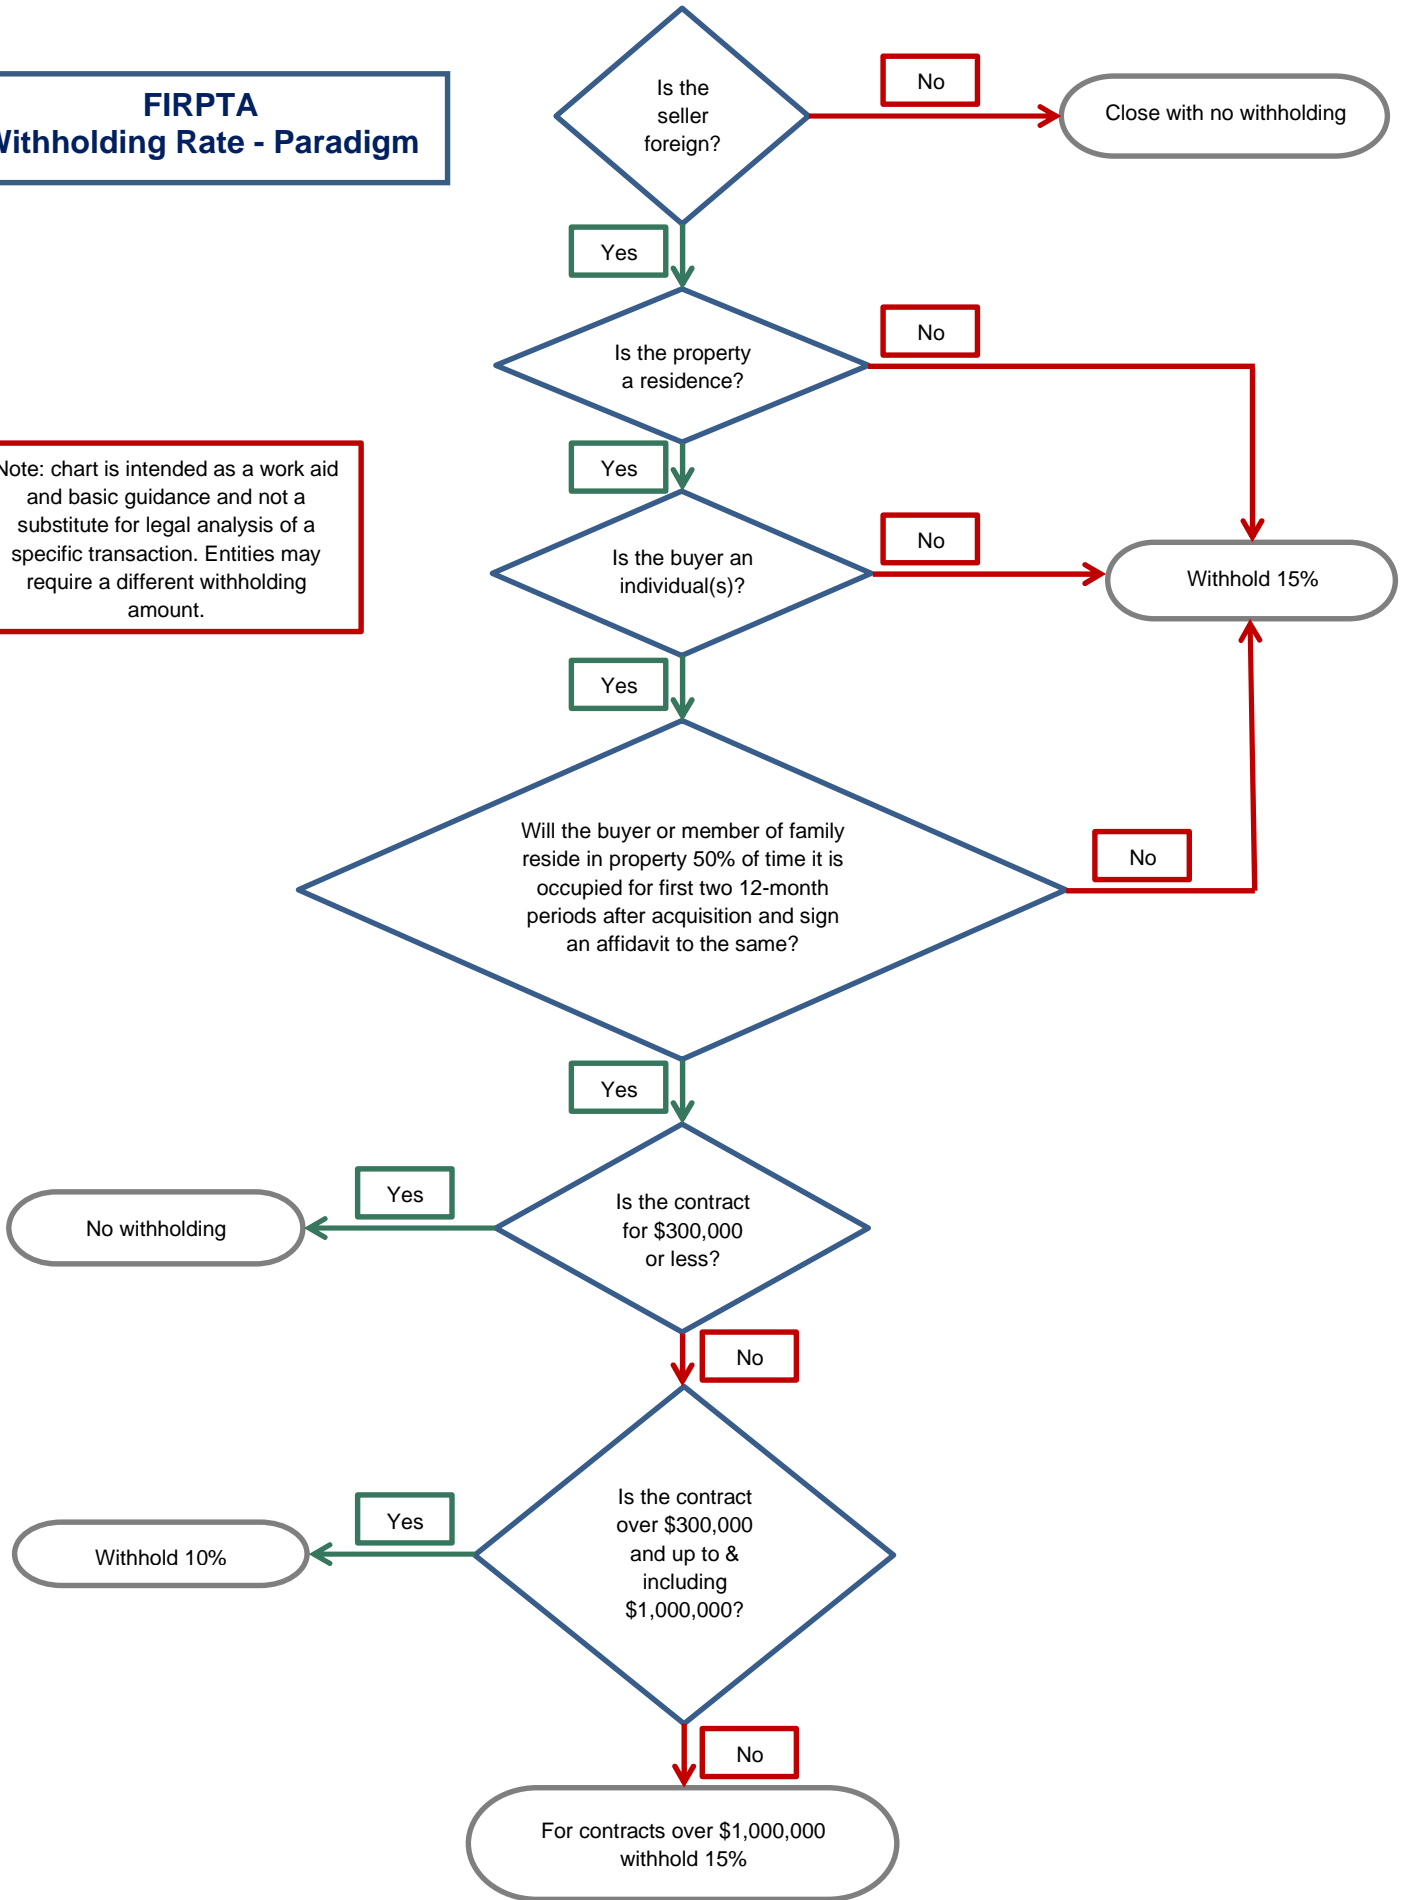 FIRPTA
Withholding Rate - Paradigm
Is the
seller
foreign?
No
Close with no withholding
Yes
Is the property
a residence?
No
Note: chart is intended as a work aid
and basic guidance and not a
substitute for legal analysis of a
specific transaction. Entities may
require a different withholding
amount.
Yes
Is the buyer an
individual(s)?
No
Withhold 15%
Yes
Will the buyer or member of family
reside in property 50% of time it is
occupied for first two 12-month
periods after acquisition and sign
an affidavit to the same?
No
Yes
Is the contract
for $300,000
or less?
Yes
No withholding
No
Is the contract
over $300,000
and up to &
including
$1,000,000?
Yes
Withhold 10%
No
For contracts over $1,000,000
withhold 15%